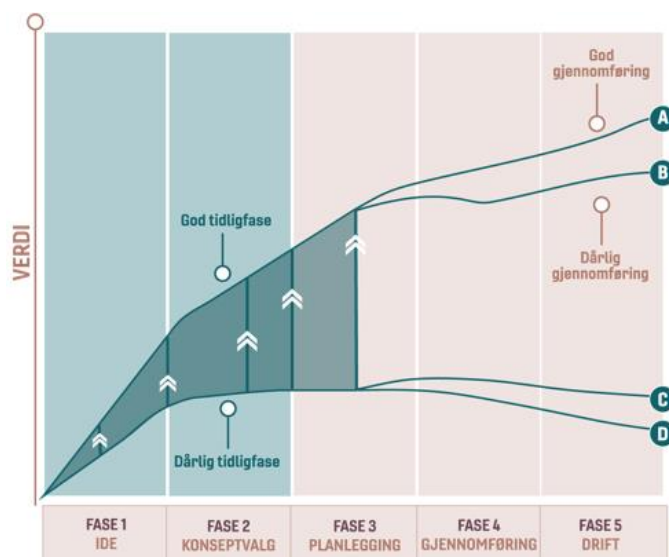 God
gjennomføring
A
B
God tidligfase
VERDI
Dårlig
gjennomføring
C
D
Dårlig tidligfase
FASE 1
IDE
FASE 2
KONSEPTVALG
FASE 3
PLANLEGGING
FASE 4
GJENNOMFØRING
FASE 5
DRIFT